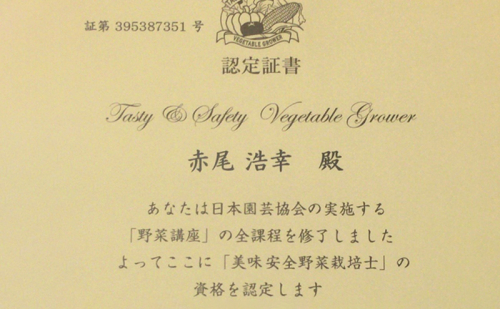 証第 395387351 号
VEGETABLE GROWER
認定証書
Tasty & Safety Vegetable Grower
赤尾 浩幸 殿
あなたは日本園芸協会の実施する
「野菜講座」の全課程を修了しました
よってここに「美味安全野菜栽培士」の
資格を認定します